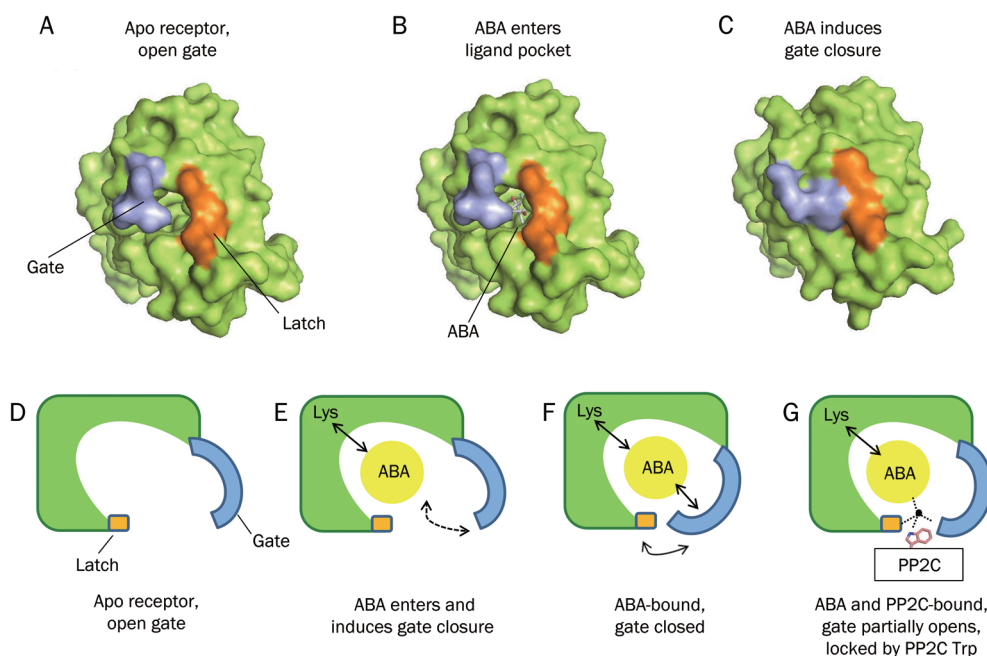 A
Apo receptor,
open gate
B
ABA enters
ligand pocket
C
ABA induces
gate closure
Gate
Latch
ABA
D
Latch
Gate
Apo receptor,
open gate
E
Lys
ABA
ABA enters and
induces gate closure
F
Lys
ABA
ABA-bound,
gate closed
G
Lys
ABA
PP2C
ABA and PP2C-bound,
gate partially opens,
locked by PP2C Trp